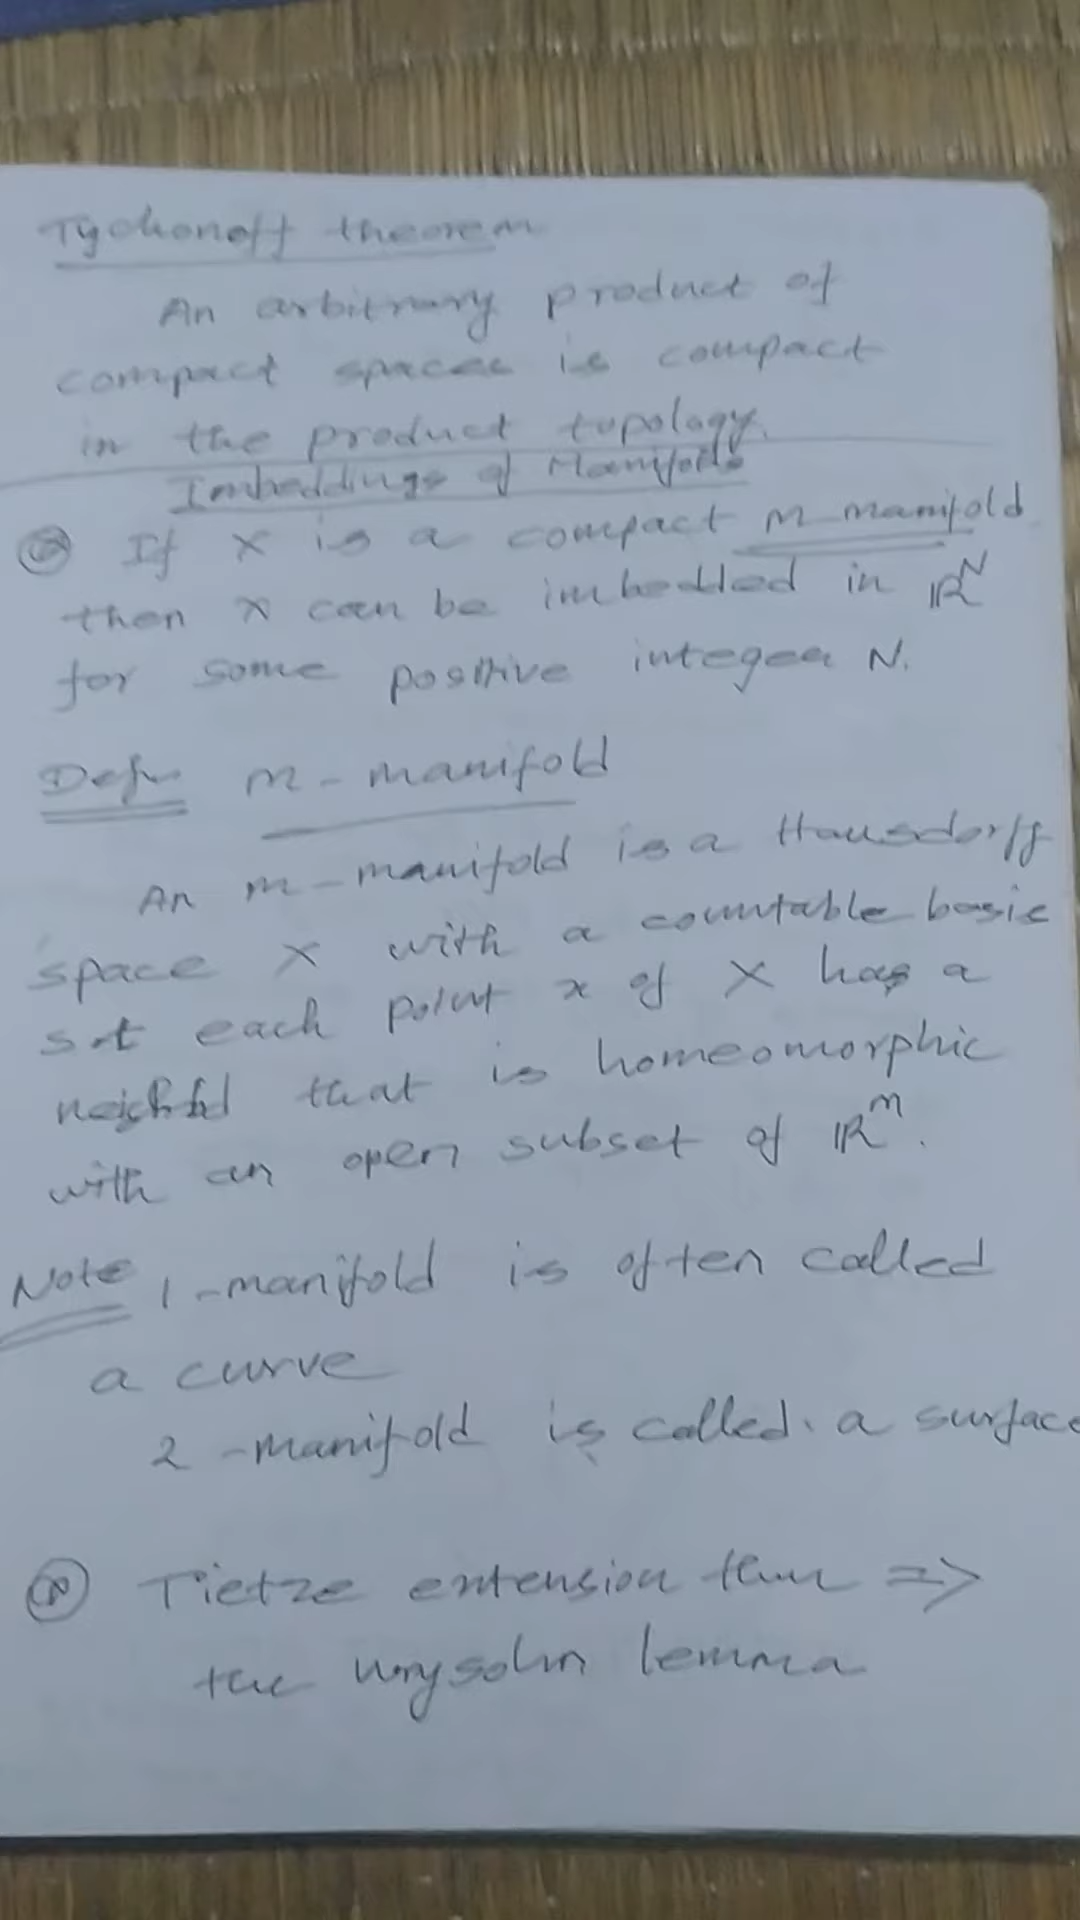 Tychonoff theorem
An arbitrary product of
compact spaces is compact
in the product topology.
Imbeddings of Manifolds
If X is a compact m-manifold
then X can be imbedded in ℝᴺ
for some positive integer N.
Defn m-manifold
An m-manifold is a Hausdorff
space X with a countable basis
s.t each point x of X has a
neighbd that is homeomorphic
with an open subset of ℝᵐ.
Note 1-manifold is often called
a curve
2-manifold is called a surface
Tietze extension thm ⇒
the Urysohn lemma